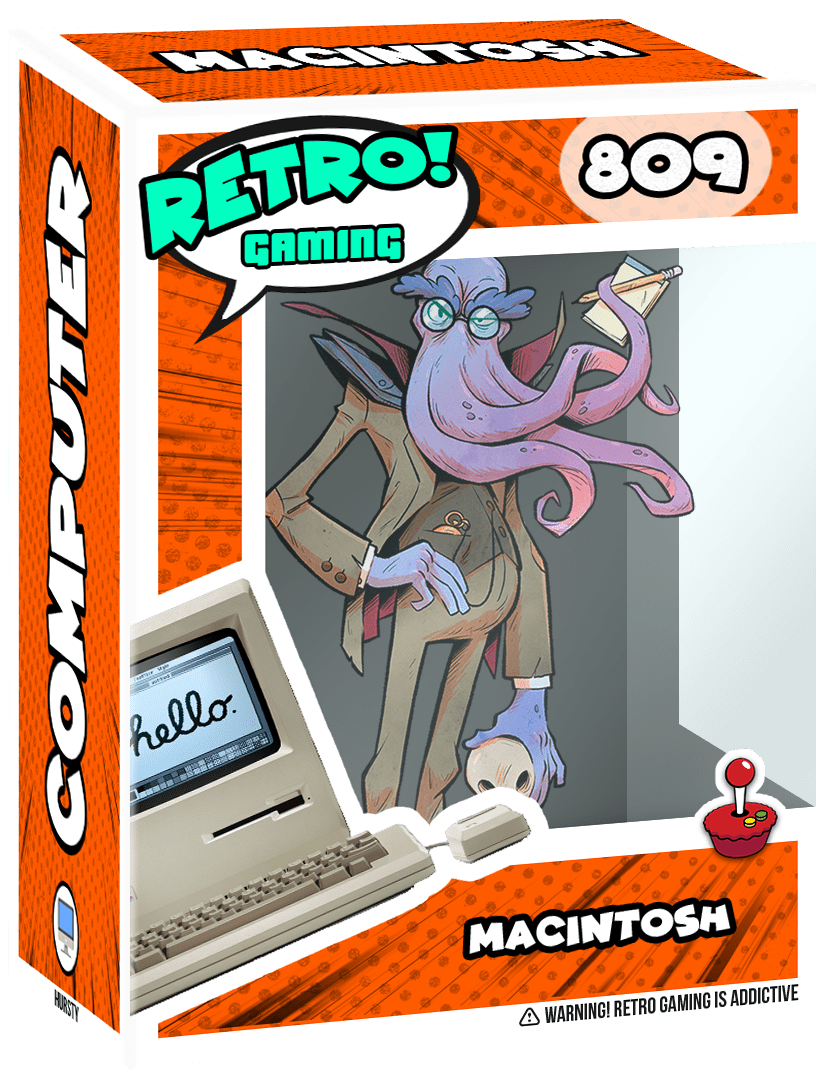 MACINTOSH
RETRO!
GAMING
809
COMPUTER
hello.
MACINTOSH
HURSTY
WARNING! RETRO GAMING IS ADDICTIVE